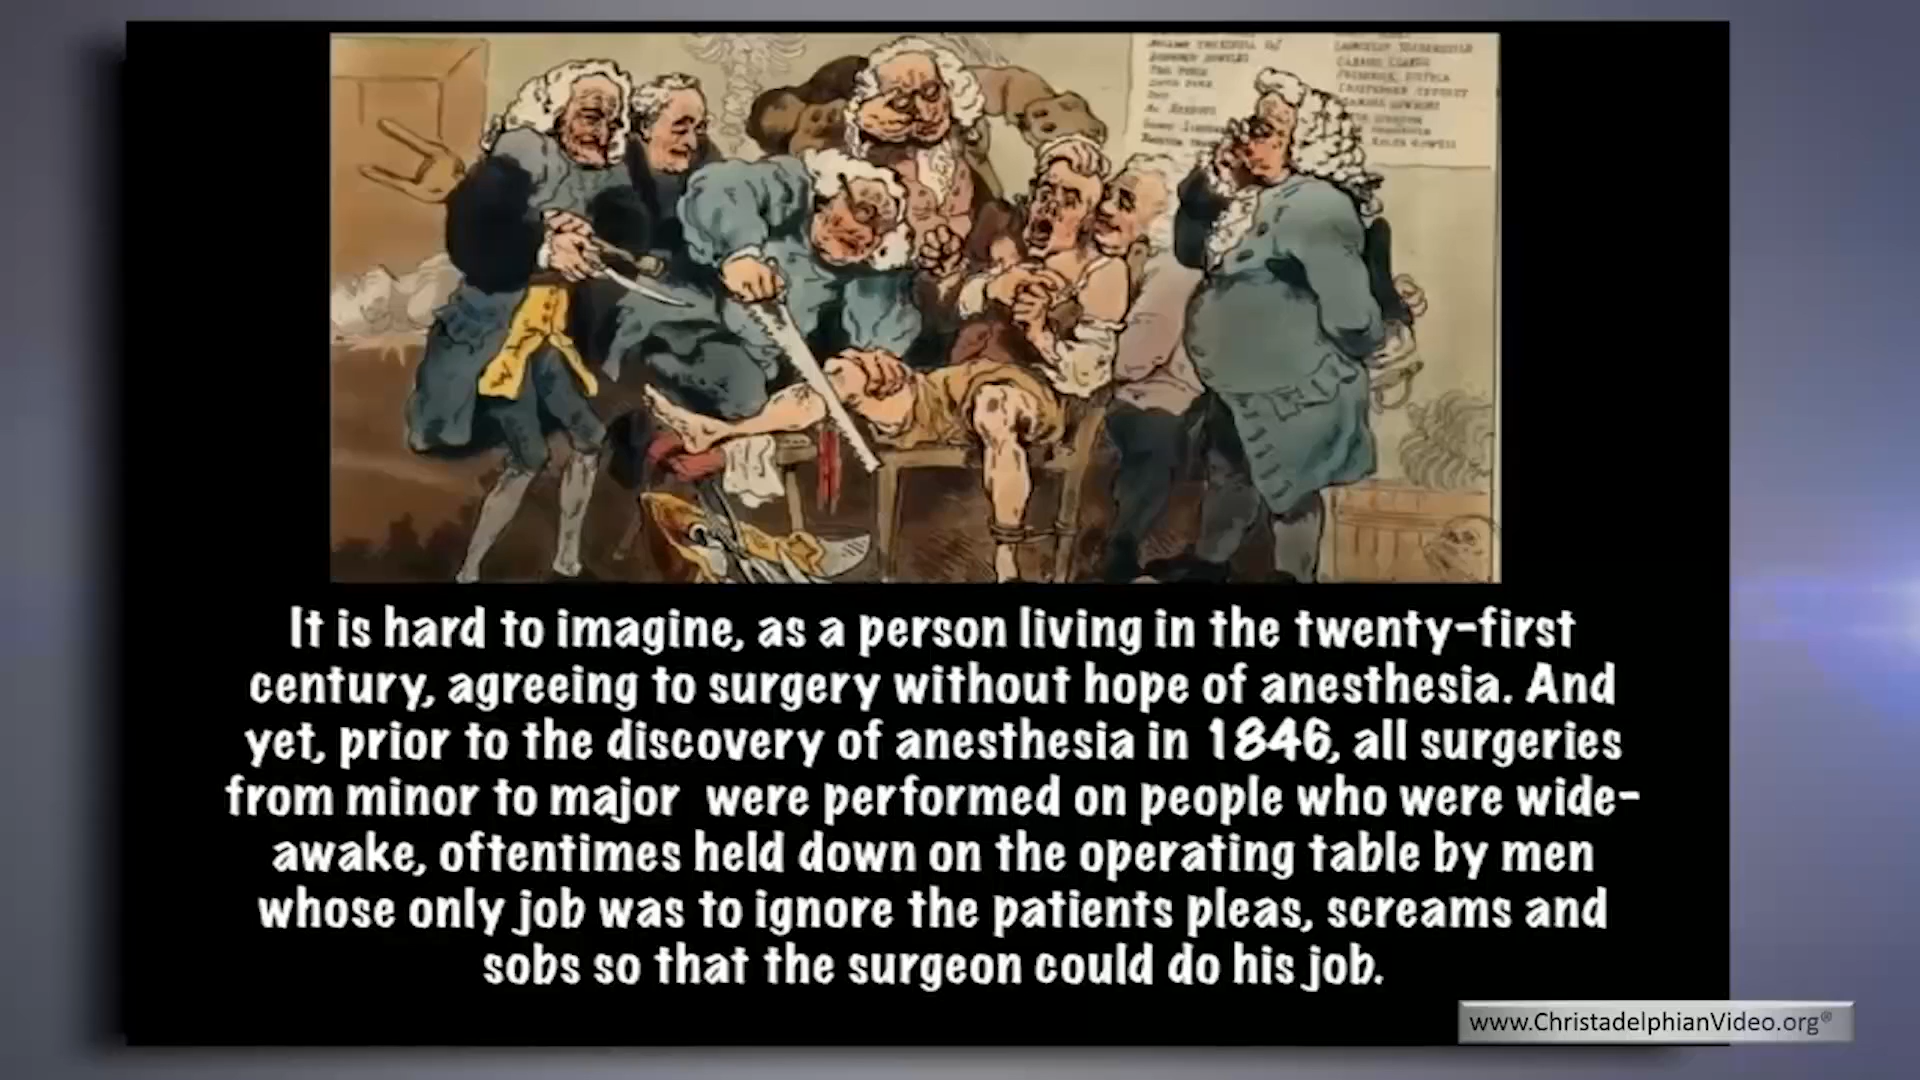 It is hard to imagine, as a person living in the twenty-first
century, agreeing to surgery without hope of anesthesia. And
yet, prior to the discovery of anesthesia in 1846, all surgeries
from minor to major were performed on people who were wide-
awake, oftentimes held down on the operating table by men
whose only job was to ignore the patients pleas, screams and
sobs so that the surgeon could do his job.
www.ChristadelphianVideo.org®